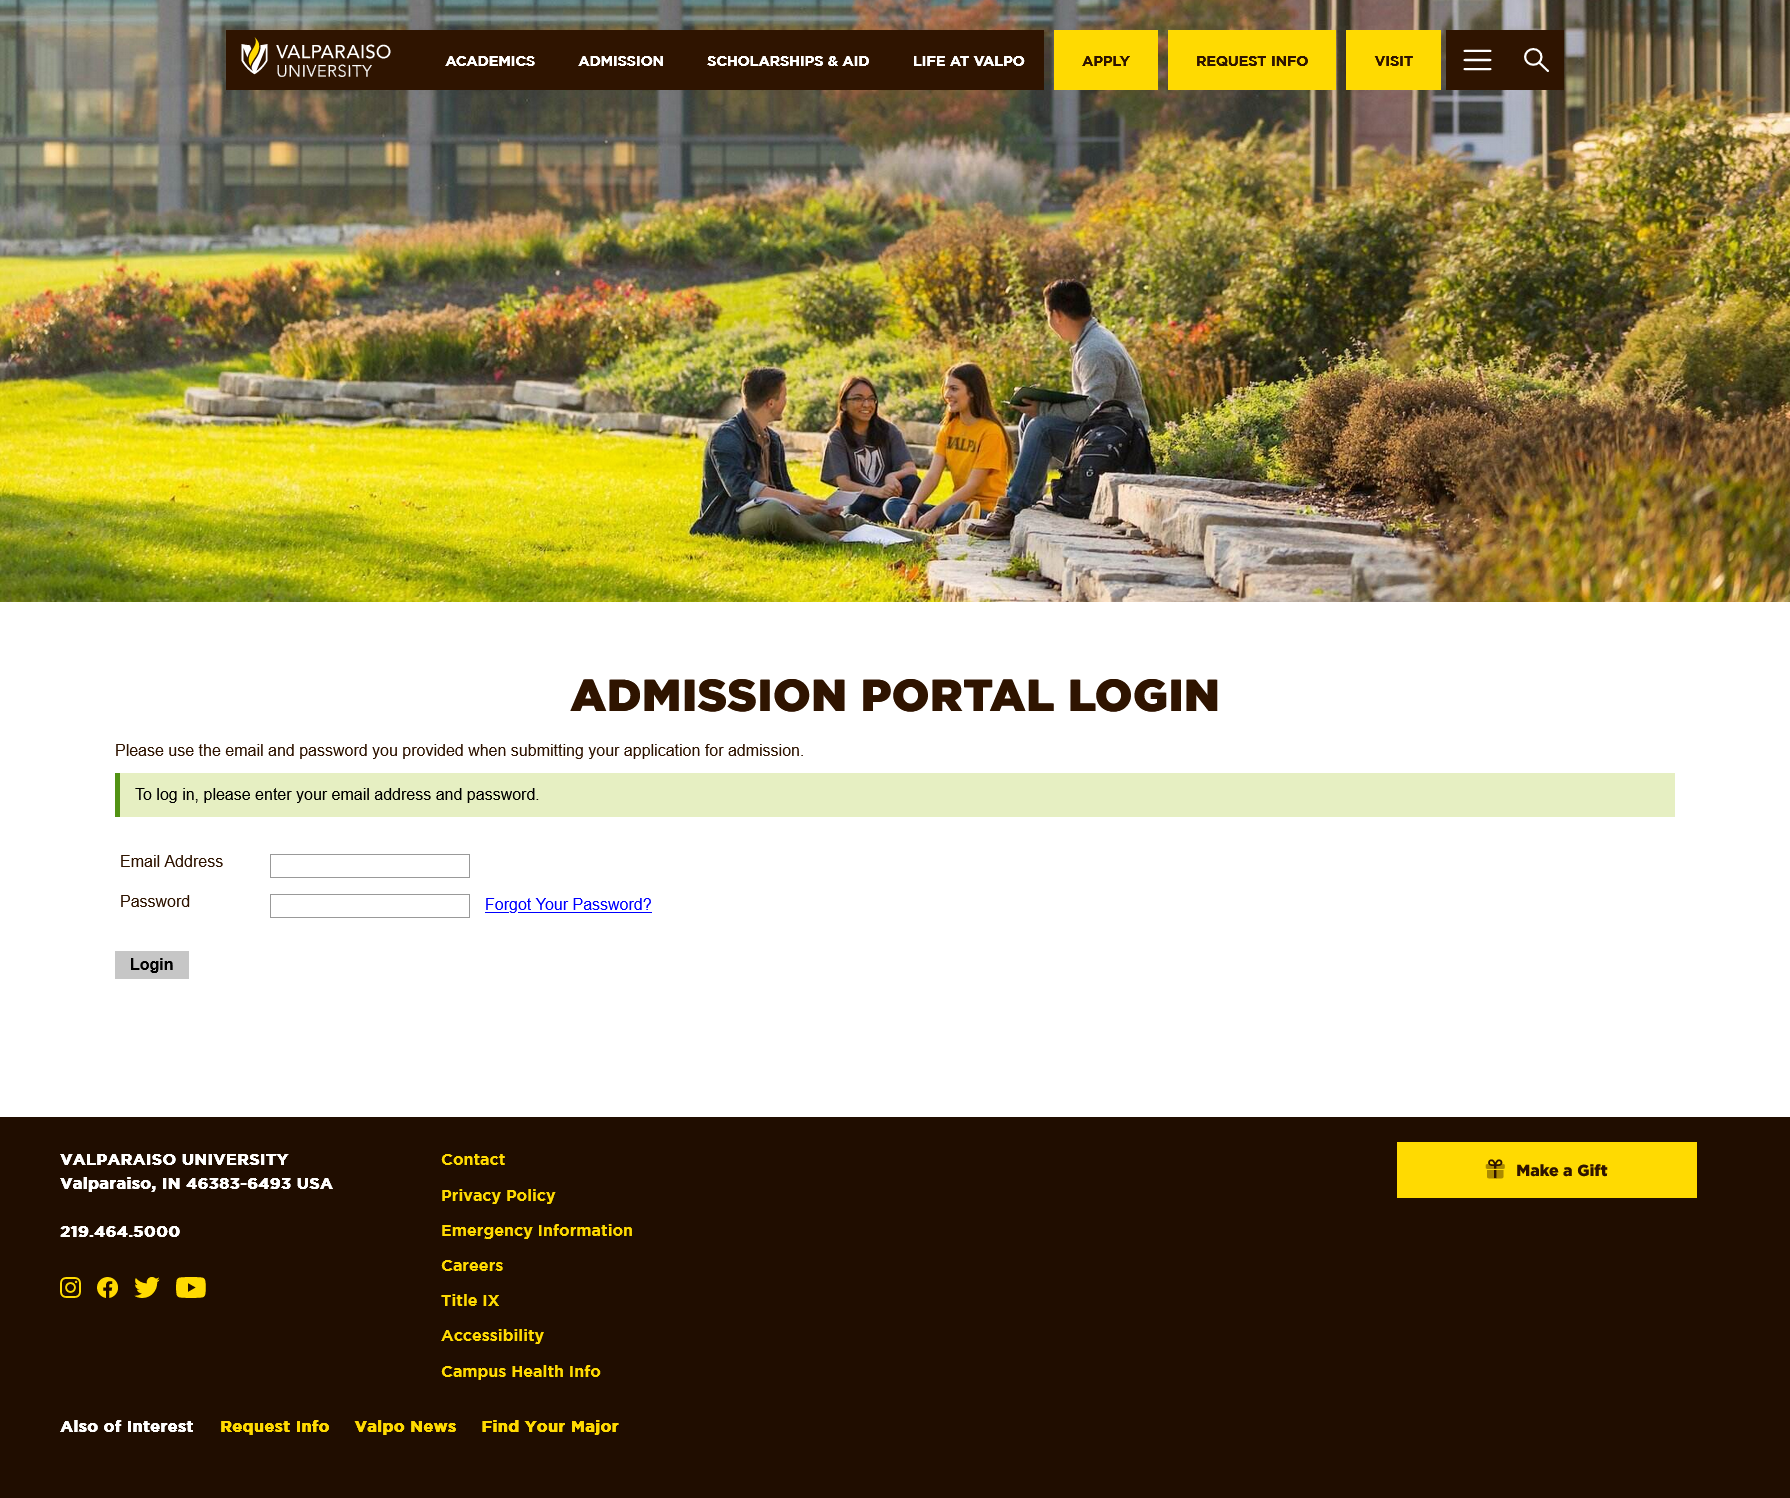 VALPARAISO
UNIVERSITY
ACADEMICS
ADMISSION
SCHOLARSHIPS & AID
LIFE AT VALPO
APPLY
REQUEST INFO
VISIT
VALPO
ADMISSION PORTAL LOGIN
Please use the email and password you provided when submitting your application for admission.
To log in, please enter your email address and password.
Email Address
Password
Forgot Your Password?
Login
VALPARAISO UNIVERSITY
Valparaiso, IN 46383-6493 USA
219.464.5000
Contact
Privacy Policy
Emergency Information
Careers
Title IX
Accessibility
Campus Health Info
Make a Gift
Also of Interest
Request Info
Valpo News
Find Your Major